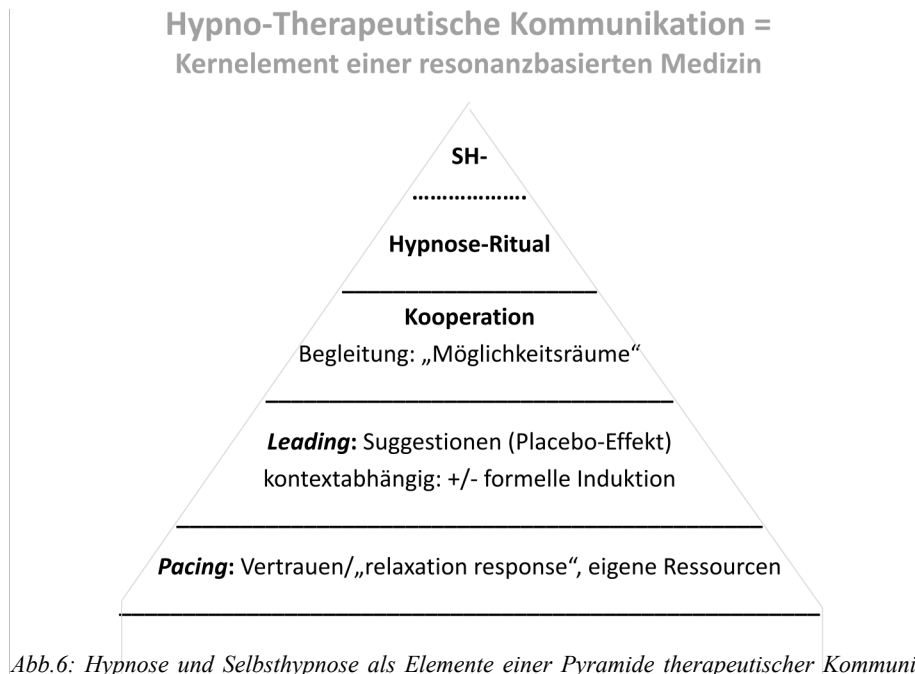 Hypno-Therapeutische Kommunikation =
Kernelement einer resonanzbasierten Medizin
SH-
Hypnose-Ritual
Kooperation
Begleitung: „Möglichkeitsräume“
Leading: Suggestionen (Placebo-Effekt)
kontextabhängig: +/- formelle Induktion
Pacing: Vertrauen/„relaxation response“, eigene Ressourcen
Abb.6: Hypnose und Selbsthypnose als Elemente einer Pyramide therapeutischer Kommuni